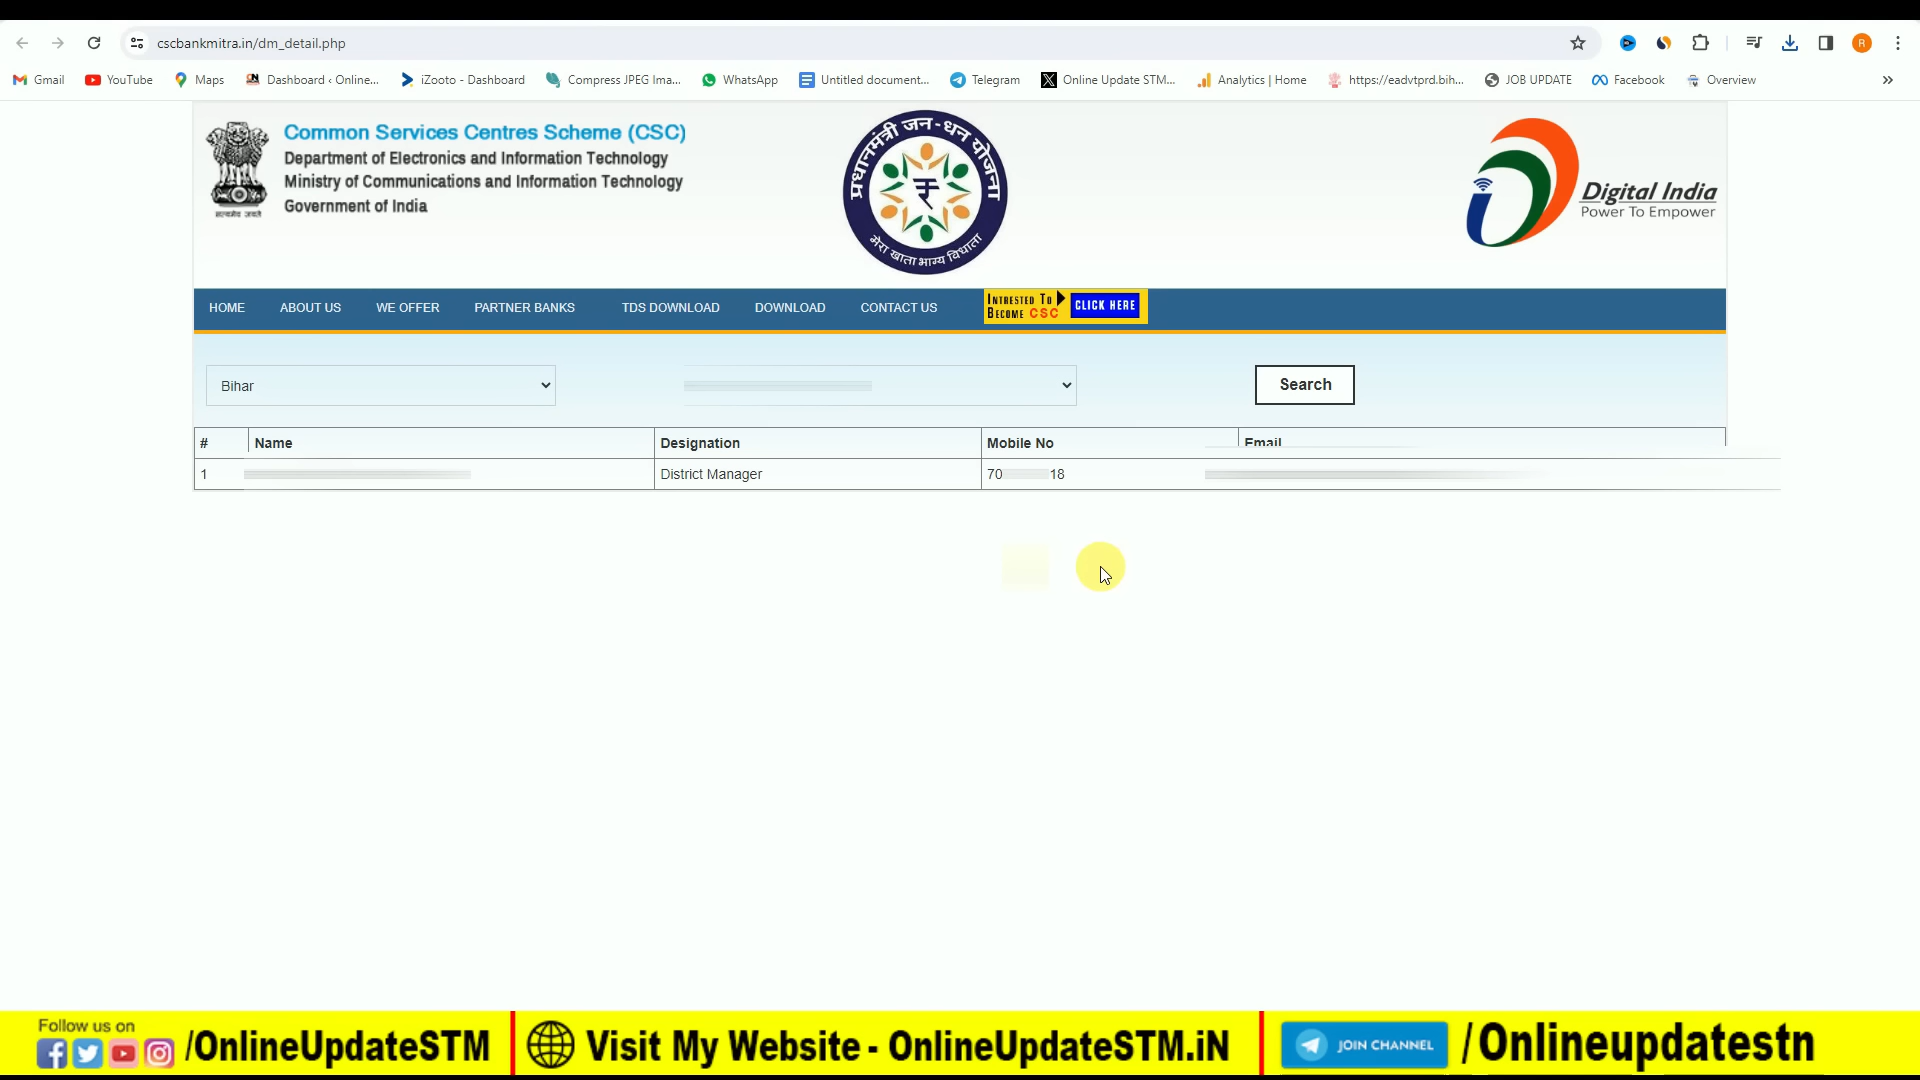 cscbankmitra.in/dm_detail.php
R
Gmail YouTube Maps Dashboard ‹ Online... iZooto - Dashboard Compress JPEG Ima... WhatsApp Untitled document... Telegram Online Update STM... Analytics | Home https://eadvtprd.bih... JOB UPDATE Facebook Overview »
Common Services Centres Scheme (CSC)
Department of Electronics and Information Technology
Ministry of Communications and Information Technology
Government of India
सत्यमेव जयते
प्रधानमंत्री जन-धन योजना
मेरा खाता भाग्य विधाता
Digital India
Power To Empower
HOME ABOUT US WE OFFER PARTNER BANKS TDS DOWNLOAD DOWNLOAD CONTACT US
INTRESTED TO
BECOME CSC
CLICK HERE
Bihar
Search
# Name Designation Mobile No Email
1 District Manager 70 18
Follow us on
/OnlineUpdateSTM
Visit My Website - OnlineUpdateSTM.iN
JOIN CHANNEL
/Onlineupdatestn